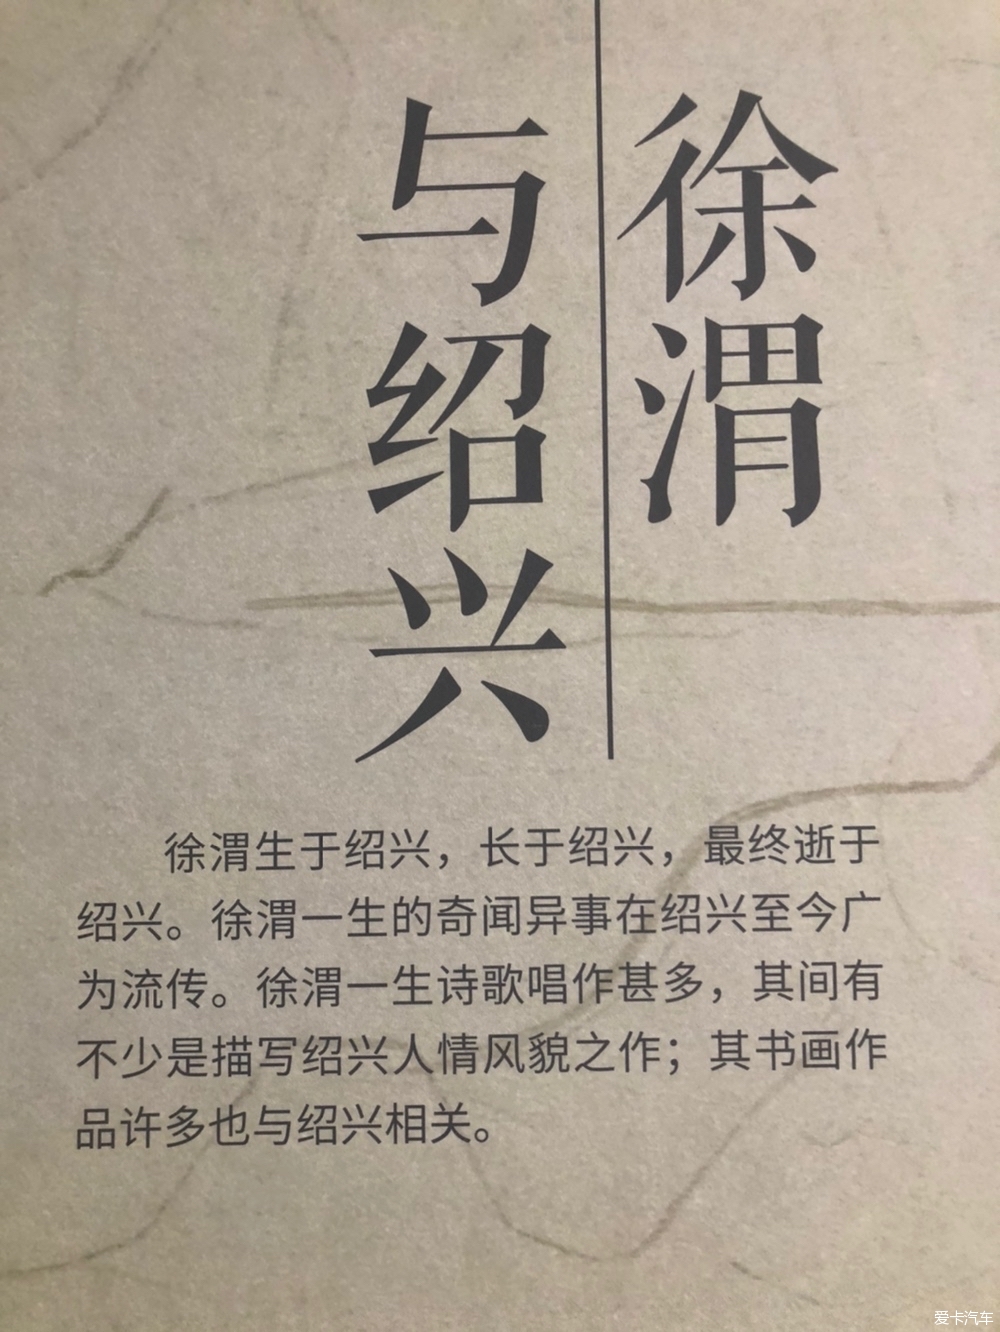 徐渭
与绍兴
徐渭生于绍兴，长于绍兴，最终逝于
绍兴。徐渭一生的奇闻异事在绍兴至今广
为流传。徐渭一生诗歌唱作甚多，其间有
不少是描写绍兴人情风貌之作；其书画作
品许多也与绍兴相关。
爱卡汽车